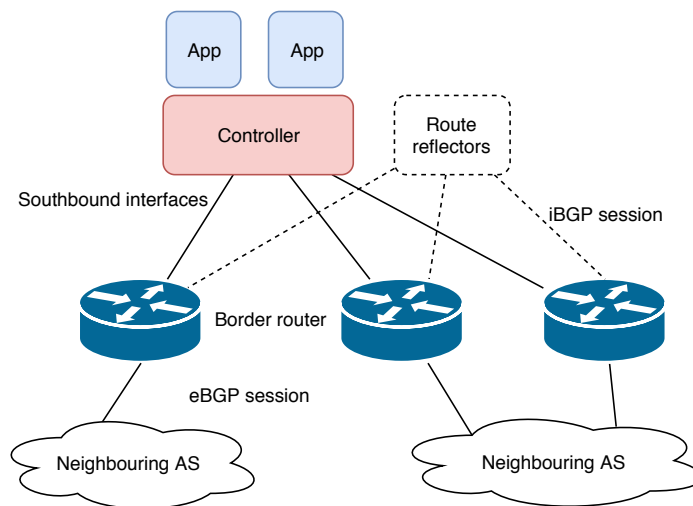 App
App
Controller
Route
reflectors
Southbound interfaces
iBGP session
Border router
eBGP session
Neighbouring AS
Neighbouring AS